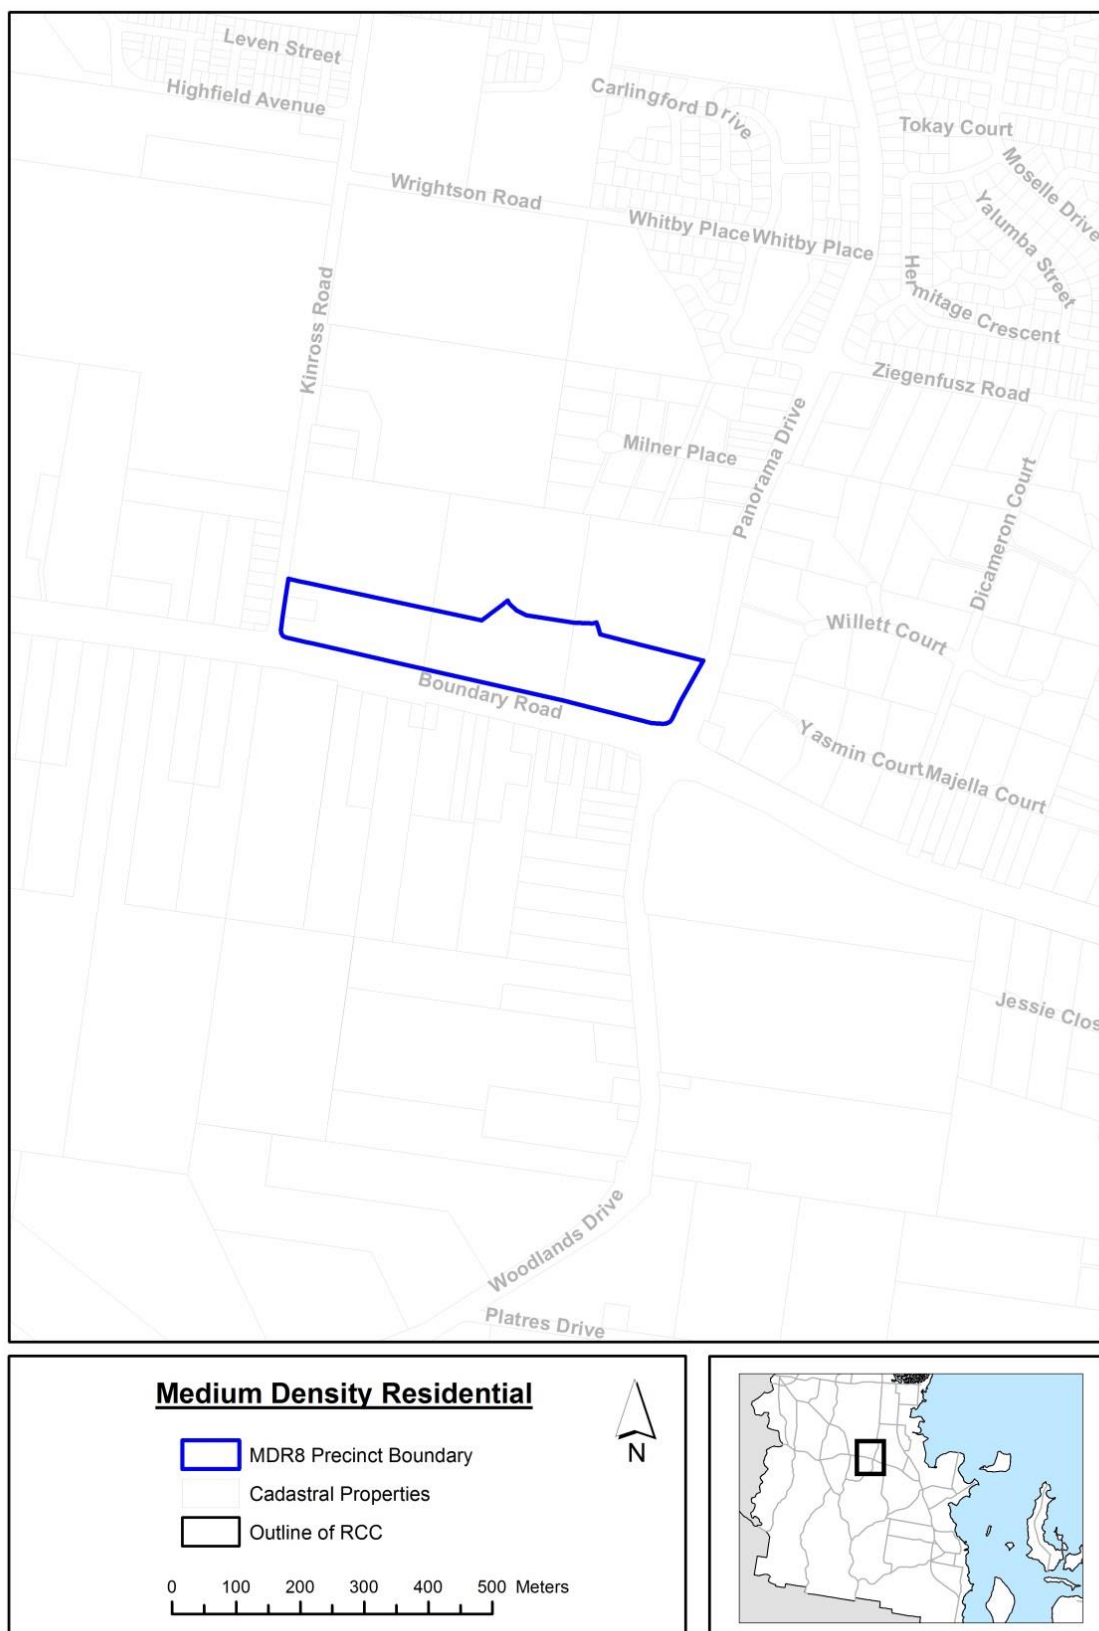 Leven Street
Highfield Avenue
Carlingford Drive
Tokay Court
Moselle Drive
Wrightson Road
Yalumba Street
Whitby Place
Whitby Place
Hermitage Crescent
Kinross Road
Ziegenfusz Road
Milner Place
Panorama Drive
Dicameron Court
Willett Court
Boundary Road
Yasmin Court
Majella Court
Jessie Clos
Woodlands Drive
Platres Drive
Medium Density Residential
MDR8 Precinct Boundary
Cadastral Properties
Outline of RCC
N
0 100 200 300 400 500 Meters